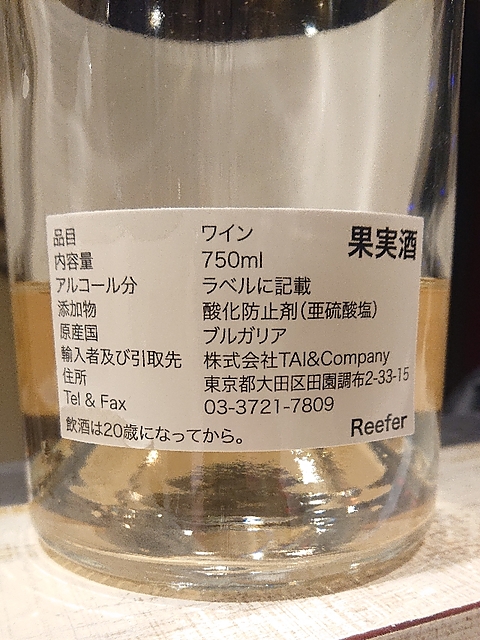 果実酒
品目 ワイン
内容量 750ml
アルコール分 ラベルに記載
添加物 酸化防止剤(亜硫酸塩)
原産国 ブルガリア
輸入者及び引取先 株式会社TAI&Company
住所 東京都大田区田園調布2-33-15
Tel & Fax 03-3721-7809
飲酒は20歳になってから。
Reefer